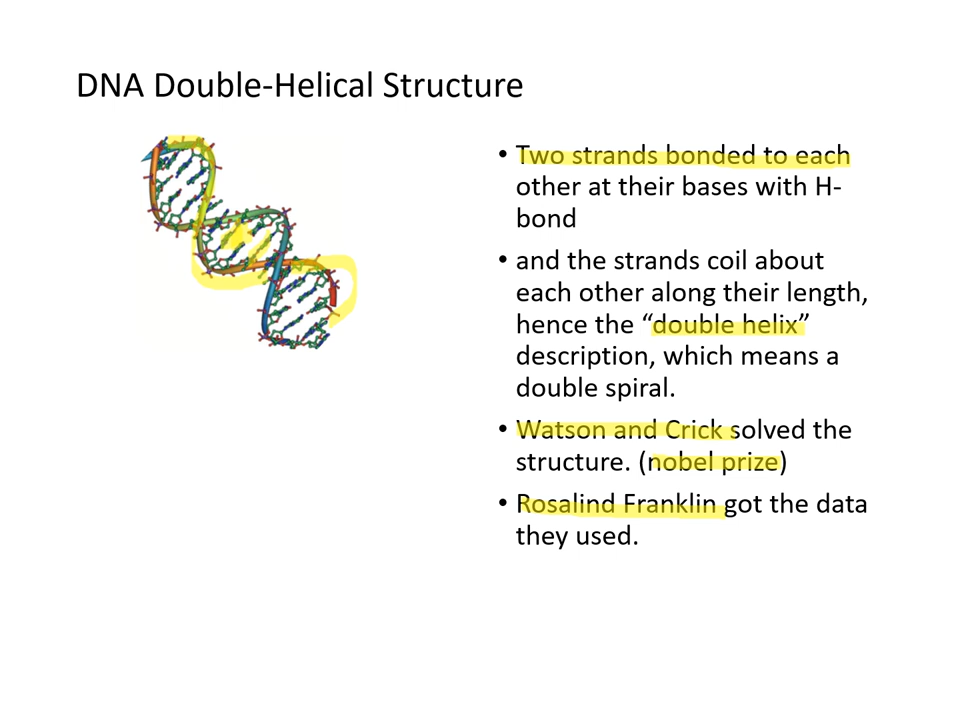 DNA Double-Helical Structure
• Two strands bonded to each
other at their bases with H-
bond
• and the strands coil about
each other along their length,
hence the “double helix”
description, which means a
double spiral.
• Watson and Crick solved the
structure. (nobel prize)
• Rosalind Franklin got the data
they used.